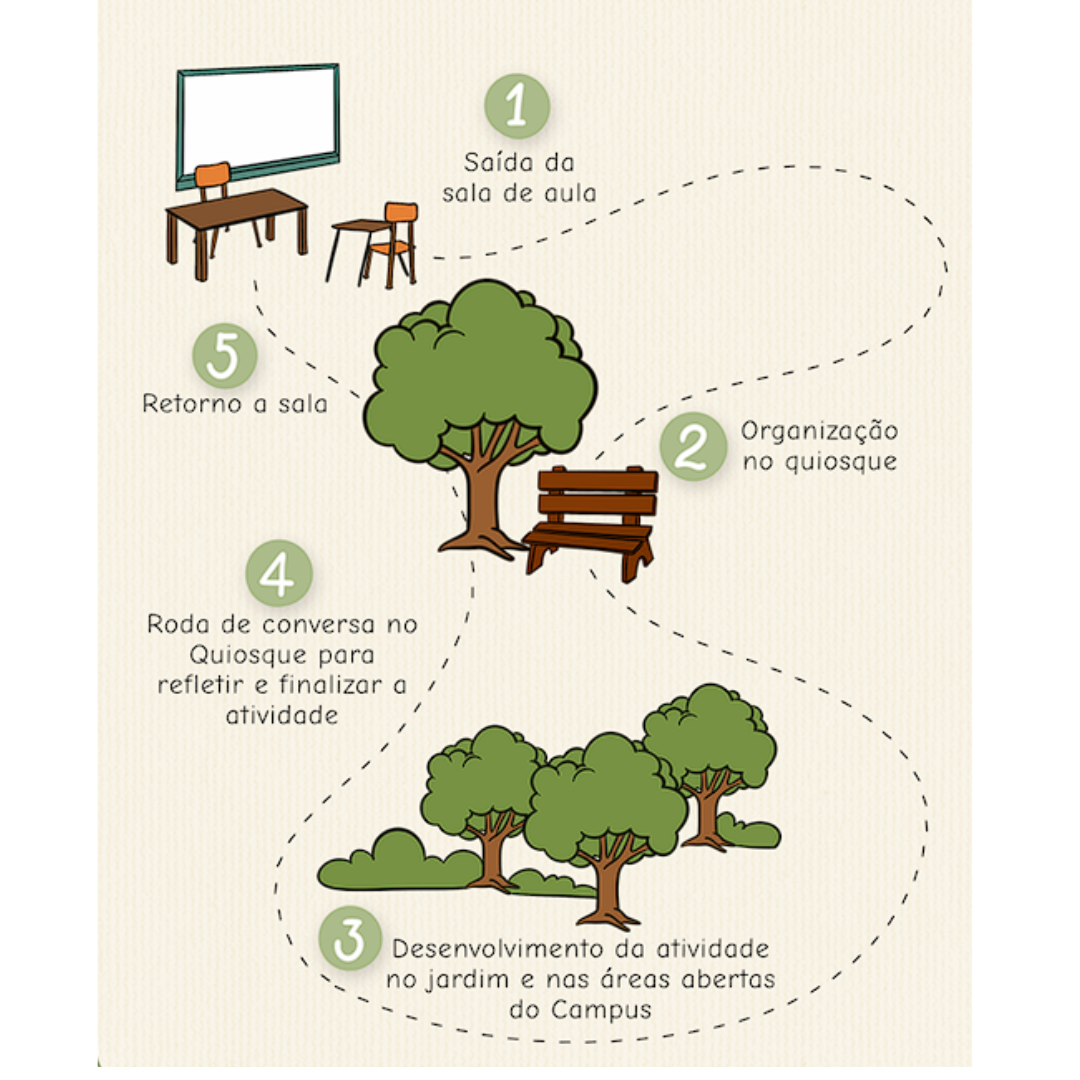 1
Saída da
sala de aula
2
Organização
no quiosque
3
Desenvolvimento da atividade
no jardim e nas áreas abertas
do Campus
4
Roda de conversa no
Quiosque para
refletir e finalizar a
atividade
5
Retorno a sala